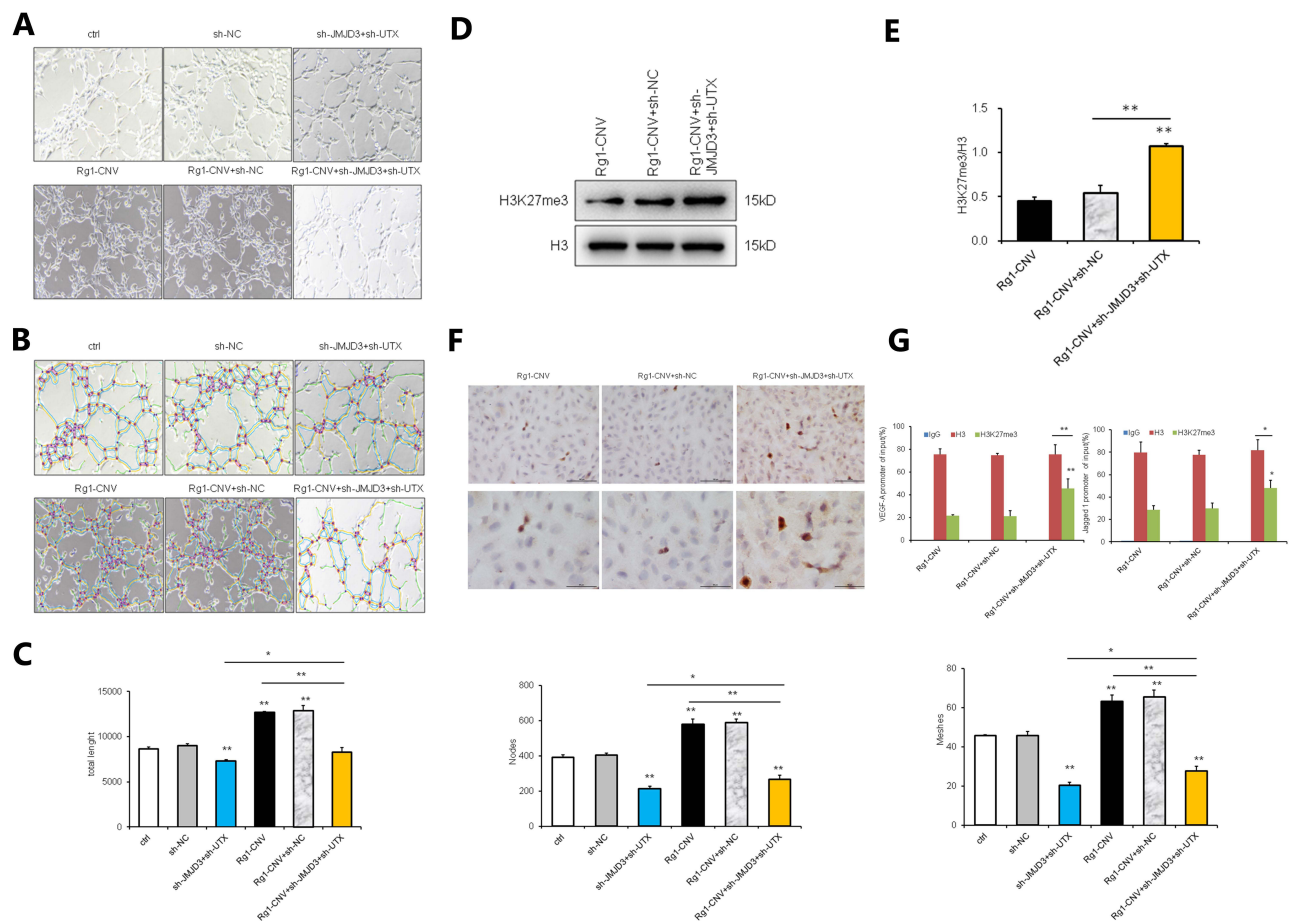 A
ctrl
sh-NC
sh-JMJD3+sh-UTX
Rg1-CNV
Rg1-CNV+sh-NC
Rg1-CNV+sh-JMJD3+sh-UTX
D
Rg1-CNV
Rg1-CNV+sh-NC
Rg1-CNV+sh-
JMJD3+sh-UTX
H3K27me3
15kD
H3
15kD
E
H3K27me3/H3
1.5
1.0
0.5
0.0
**
**
Rg1-CNV
Rg1-CNV+sh-NC
Rg1-CNV+sh-JMJD3+sh-UTX
B
ctrl
sh-NC
sh-JMJD3+sh-UTX
Rg1-CNV
Rg1-CNV+sh-NC
Rg1-CNV+sh-JMJD3+sh-UTX
F
Rg1-CNV
Rg1-CNV+sh-NC
Rg1-CNV+sh-JMJD3+sh-UTX
G
VEGF-A promoter of input(%)
100
80
60
40
20
0
IgG
H3
H3K27me3
**
**
Rg1-CNV
Rg1-CNV+sh-NC
Rg1-CNV+sh-JMJD3+sh-UTX
Jagged 1 promoter of input(%)
100
80
60
40
20
0
IgG
H3
H3K27me3
*
*
Rg1-CNV
Rg1-CNV+sh-NC
Rg1-CNV+sh-JMJD3+sh-UTX
C
total lenght
15000
10000
5000
0
*
**
**
**
**
ctrl
sh-NC
sh-JMJD3+sh-UTX
Rg1-CNV
Rg1-CNV+sh-NC
Rg1-CNV+sh-JMJD3+sh-UTX
Nodes
800
600
400
200
0
*
**
**
**
**
**
ctrl
sh-NC
sh-JMJD3+sh-UTX
Rg1-CNV
Rg1-CNV+sh-NC
Rg1-CNV+sh-JMJD3+sh-UTX
Meshes
80
60
40
20
0
*
**
**
**
**
**
ctrl
sh-NC
sh-JMJD3+sh-UTX
Rg1-CNV
Rg1-CNV+sh-NC
Rg1-CNV+sh-JMJD3+sh-UTX